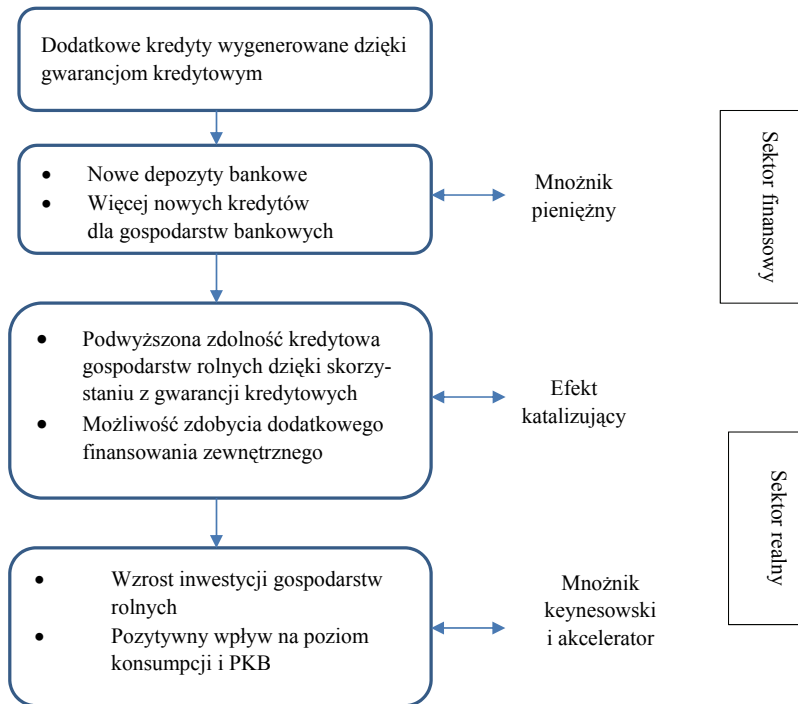 Dodatkowe kredyty wygenerowane dzięki
gwarancjom kredytowym
• Nowe depozyty bankowe
• Więcej nowych kredytów
dla gospodarstw bankowych
Mnożnik
pieniężny
Sektor finansowy
• Podwyższona zdolność kredytowa
gospodarstw rolnych dzięki skorzy-
staniu z gwarancji kredytowych
• Możliwość zdobycia dodatkowego
finansowania zewnętrznego
Efekt
katalizujący
Sektor realny
• Wzrost inwestycji gospodarstw
rolnych
• Pozytywny wpływ na poziom
konsumpcji i PKB
Mnożnik
keynesowski
i akcelerator